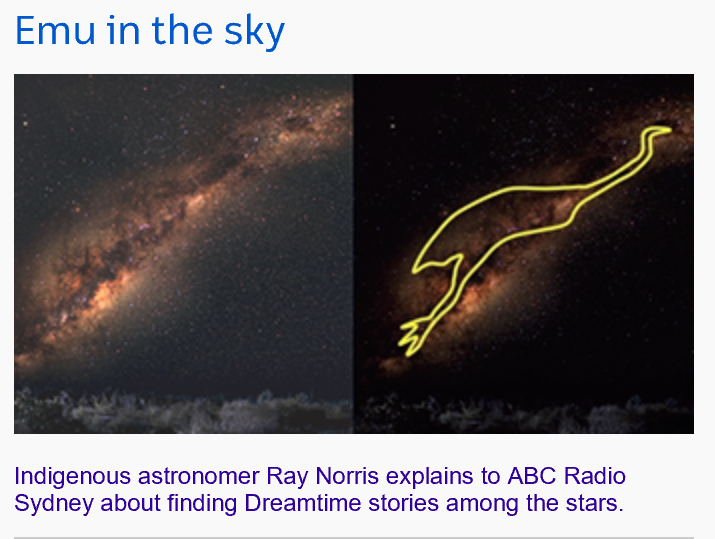 Emu in the sky
Indigenous astronomer Ray Norris explains to ABC Radio
Sydney about finding Dreamtime stories among the stars.